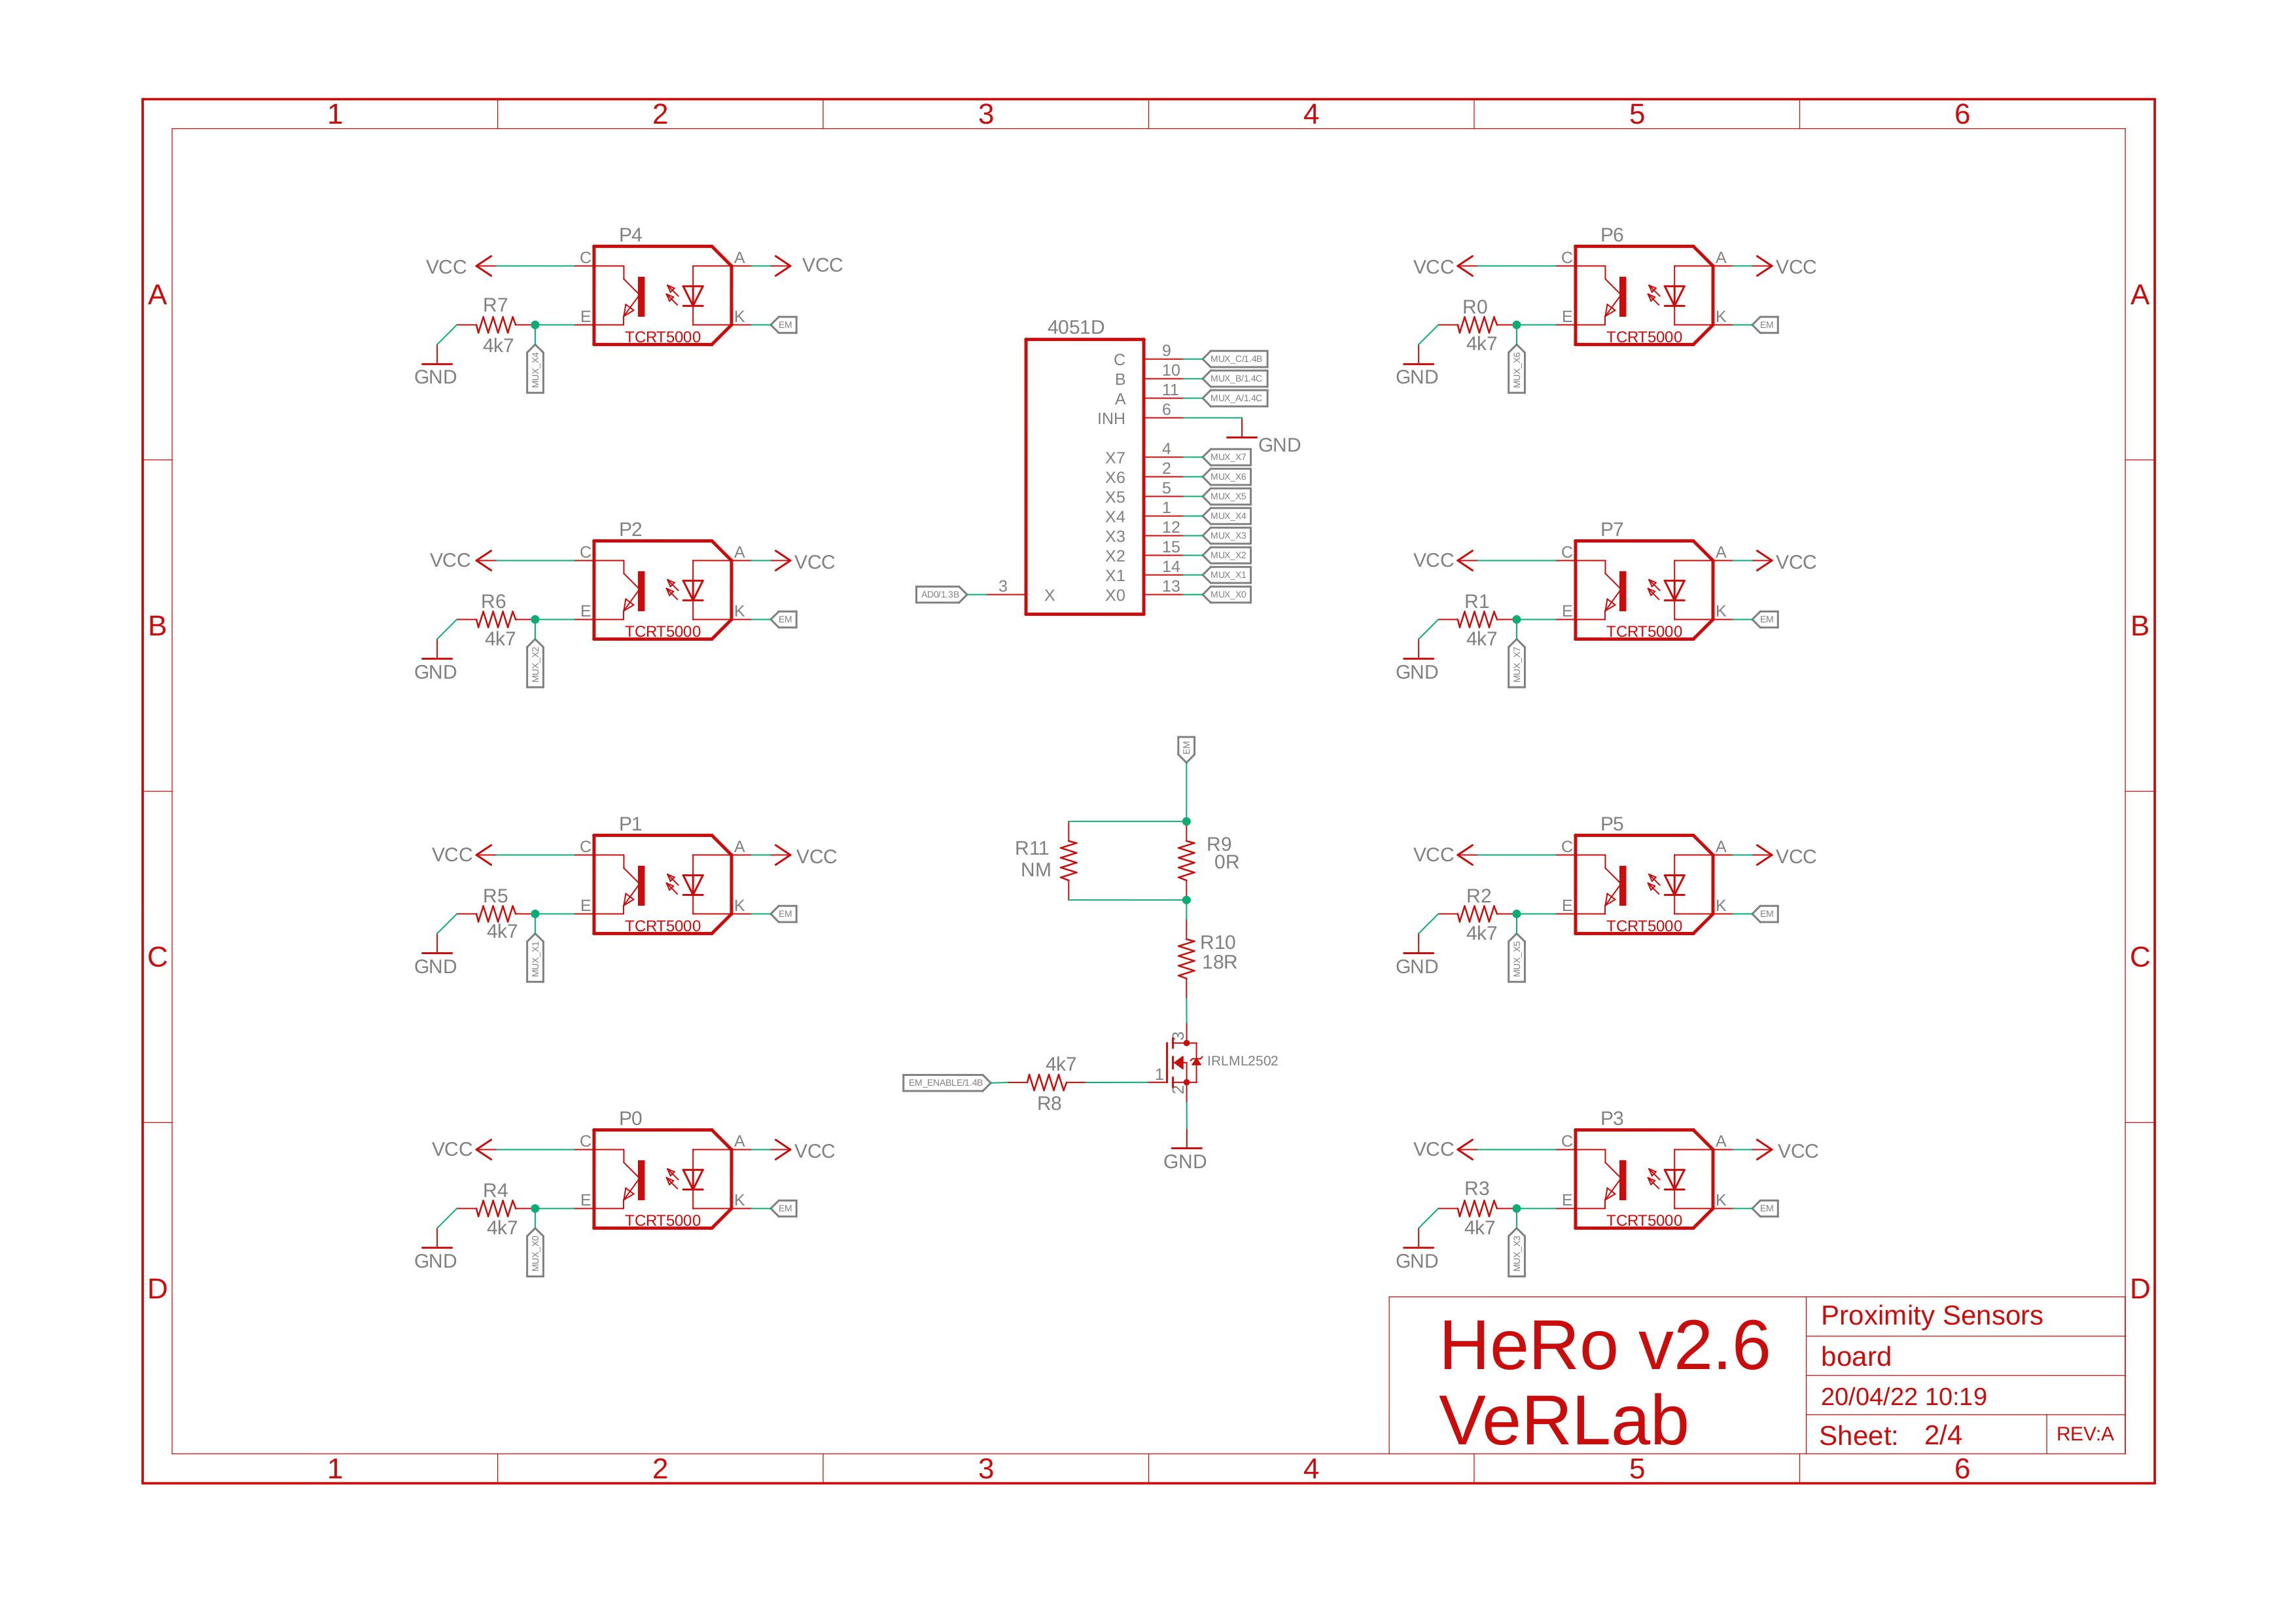 1 2 3 4 5 6
A A
B B
C C
D D
P4
VCC C A VCC
R7 E K EM
4k7 TCRT5000
MUX_X4
GND
P2
VCC C A VCC
R6 E K EM
4k7 TCRT5000
MUX_X2
GND
P1
VCC C A VCC
R5 E K EM
4k7 TCRT5000
MUX_X1
GND
P0
VCC C A VCC
R4 E K EM
4k7 TCRT5000
MUX_X0
GND
4051D
C 9 MUX_C/1.4B
B 10 MUX_B/1.4C
A 11 MUX_A/1.4C
INH 6
GND
X7 4 MUX_X7
X6 2 MUX_X6
X5 5 MUX_X5
X4 1 MUX_X4
X3 12 MUX_X3
X2 15 MUX_X2
X1 14 MUX_X1
AD0/1.3B 3 X X0 13 MUX_X0
EM
R11 R9
NM 0R
R10
18R
3
4k7 IRLML2502
EM_ENABLE/1.4B 1
R8 2
GND
P6
VCC C A VCC
R0 E K EM
4k7 TCRT5000
MUX_X6
GND
P7
VCC C A VCC
R1 E K EM
4k7 TCRT5000
MUX_X7
GND
P5
VCC C A VCC
R2 E K EM
4k7 TCRT5000
MUX_X5
GND
P3
VCC C A VCC
R3 E K EM
4k7 TCRT5000
MUX_X3
GND
HeRo v2.6
VeRLab
Proximity Sensors
board
20/04/22 10:19
Sheet: 2/4 REV:A
1 2 3 4 5 6